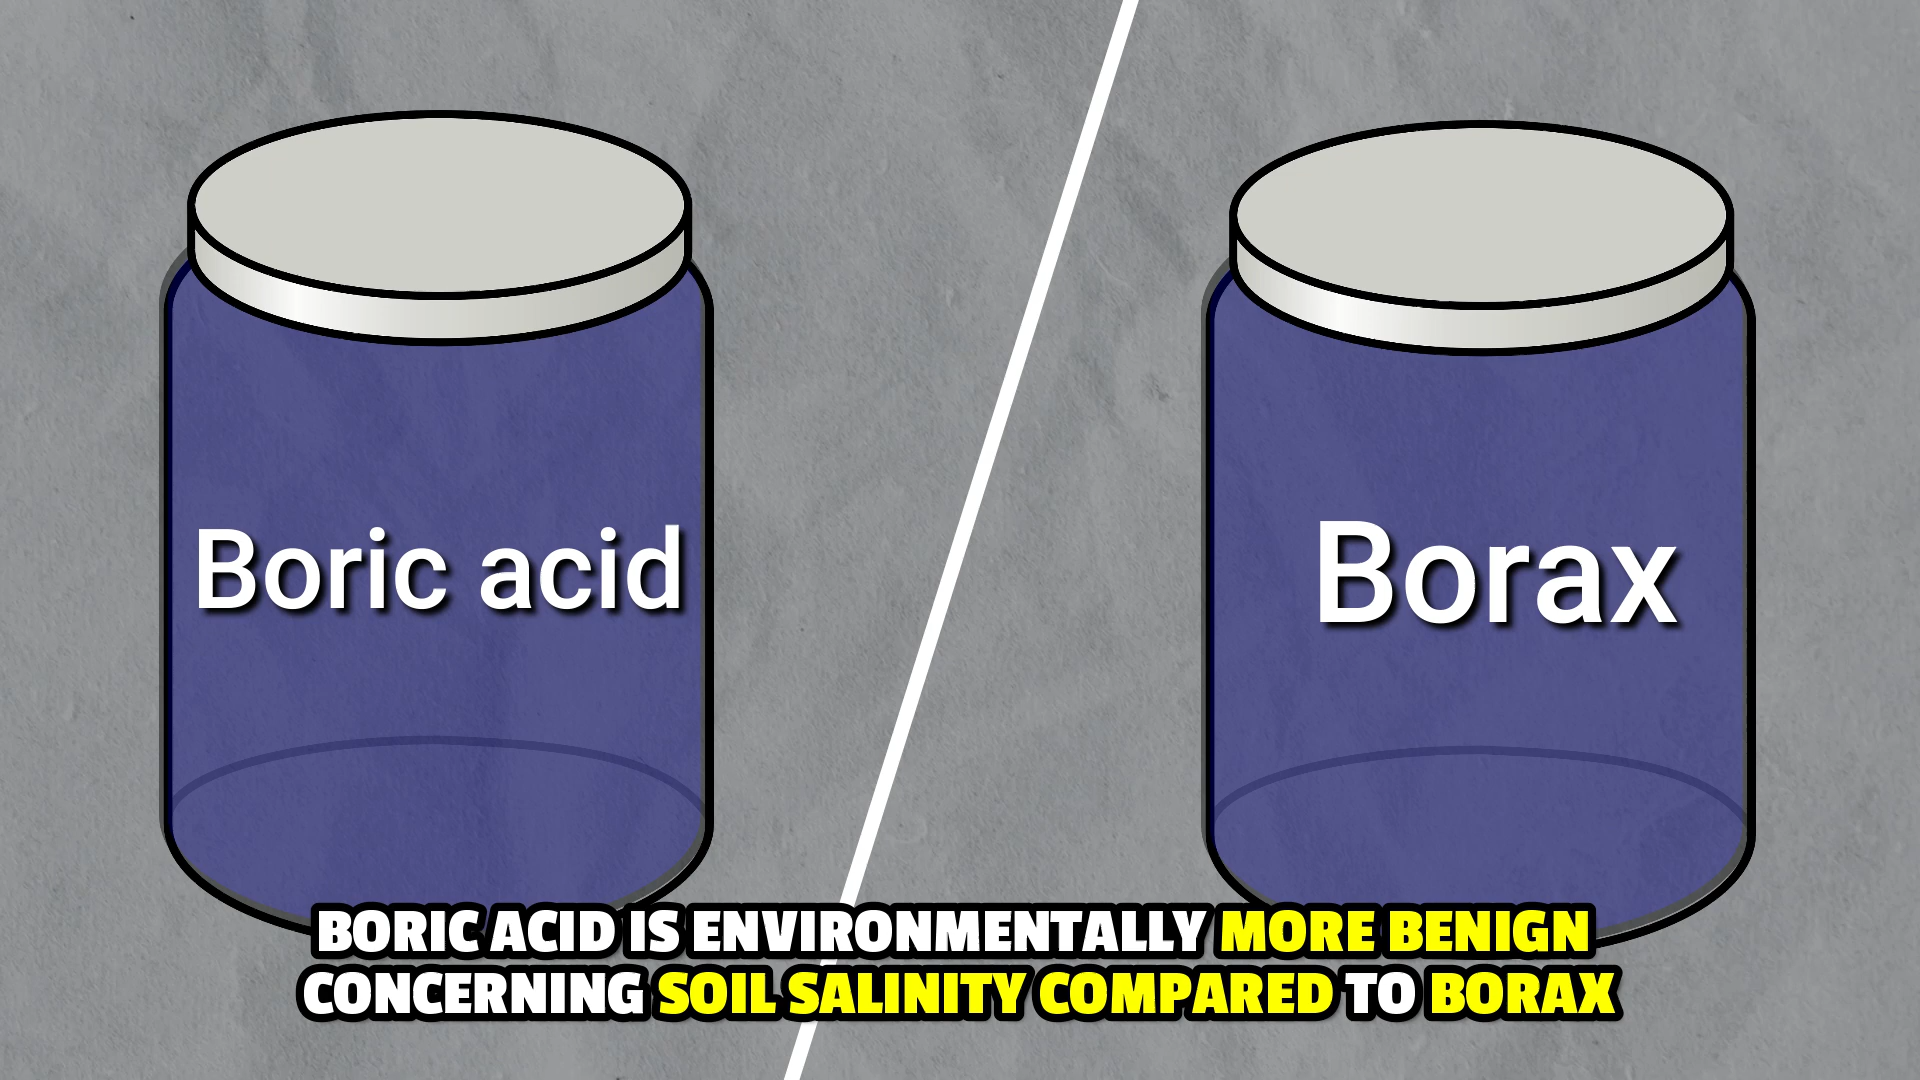 Boric acid
Borax
BORIC ACID IS ENVIRONMENTALLY MORE BENIGN
CONCERNING SOIL SALINITY COMPARED TO BORAX